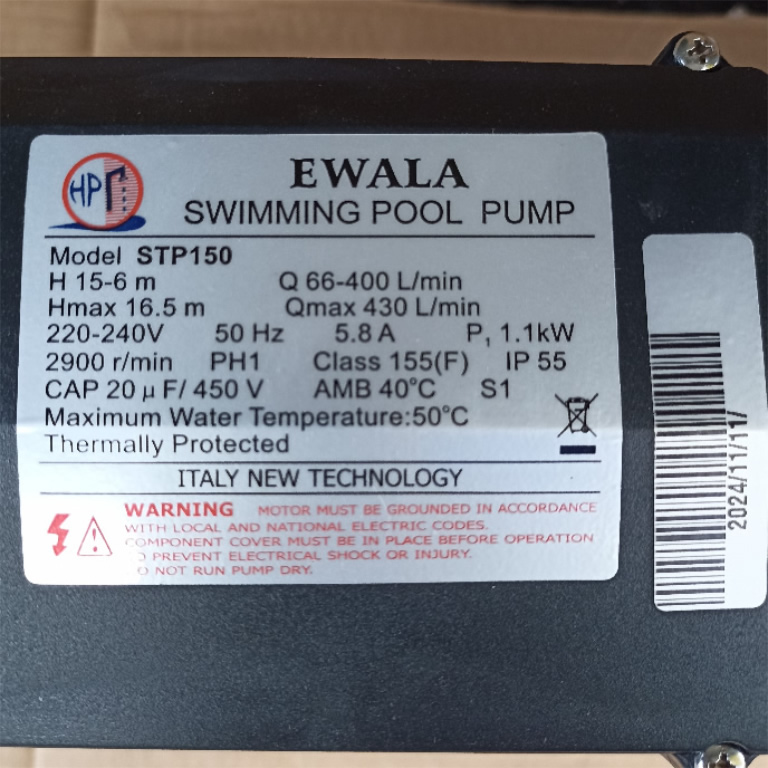 HP
EWALA
SWIMMING POOL PUMP
Model STP150
H 15-6 m Q 66-400 L/min
Hmax 16.5 m Qmax 430 L/min
220-240V 50 Hz 5.8 A P, 1.1kW
2900 r/min PH1 Class 155(F) IP 55
CAP 20 µF/ 450 V AMB 40°C S1
Maximum Water Temperature:50°C
Thermally Protected
ITALY NEW TECHNOLOGY
WARNING MOTOR MUST BE GROUNDED IN ACCORDANCE
WITH LOCAL AND NATIONAL ELECTRIC CODES.
COMPONENT COVER MUST BE IN PLACE BEFORE OPERATION
O PREVENT ELECTRICAL SHOCK OR INJURY.
O NOT RUN PUMP DRY.
2024/11/11/